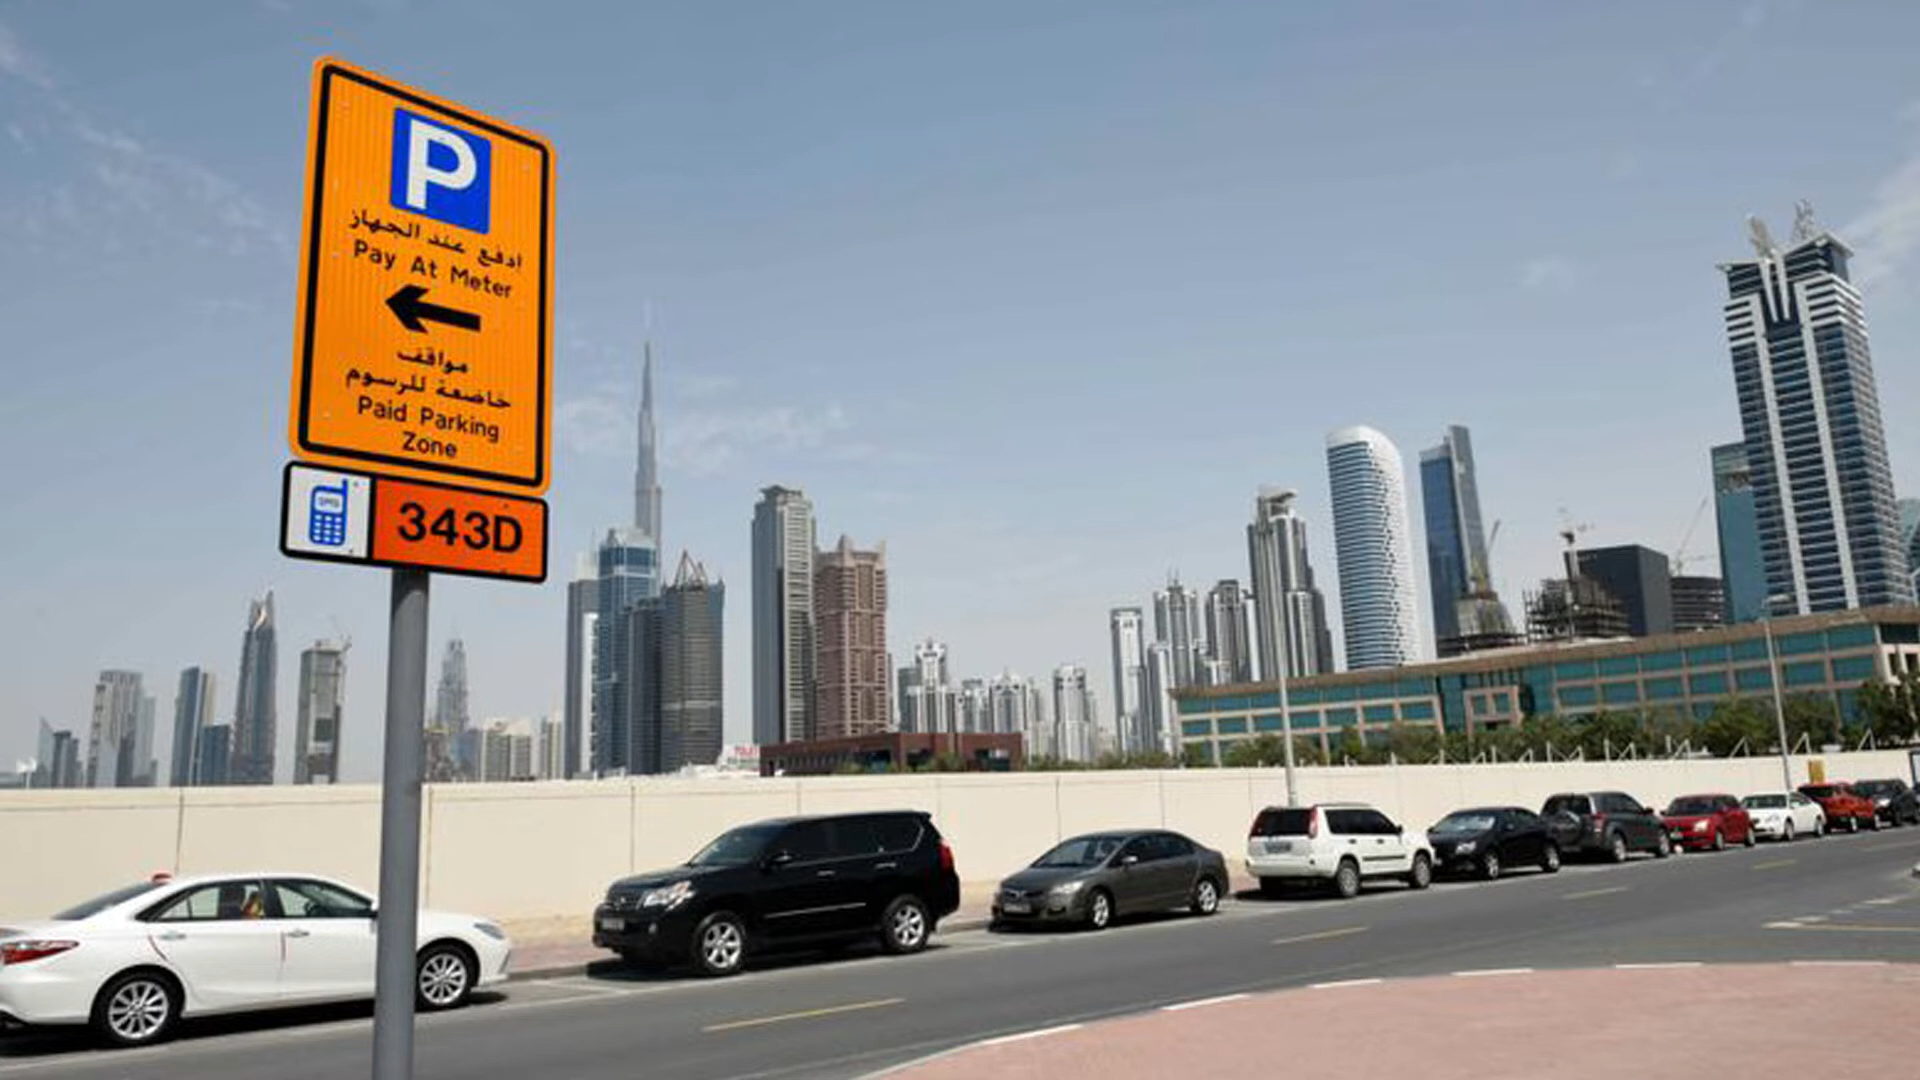 P
ادفع عند الجهاز
Pay At Meter
مواقف
خاضعة للرسوم
Paid Parking
Zone
SMS
343D